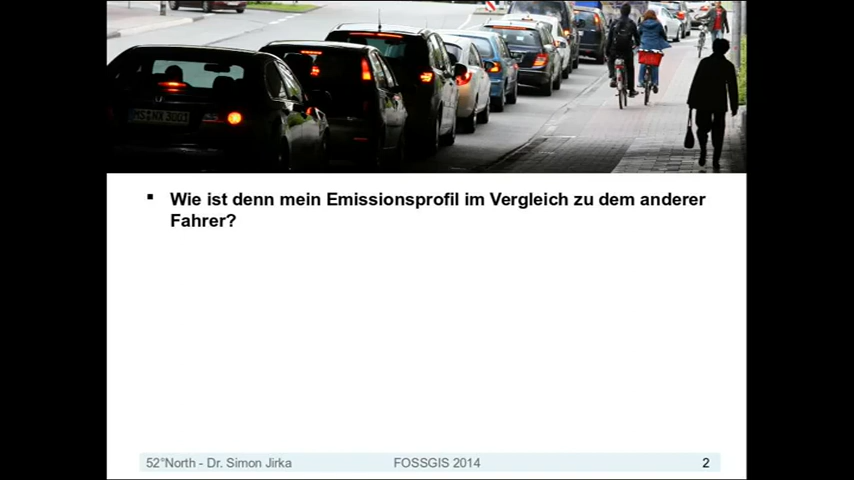 Wie ist denn mein Emissionsprofil im Vergleich zu dem anderer
Fahrer?
52°North - Dr. Simon Jirka FOSSGIS 2014 2